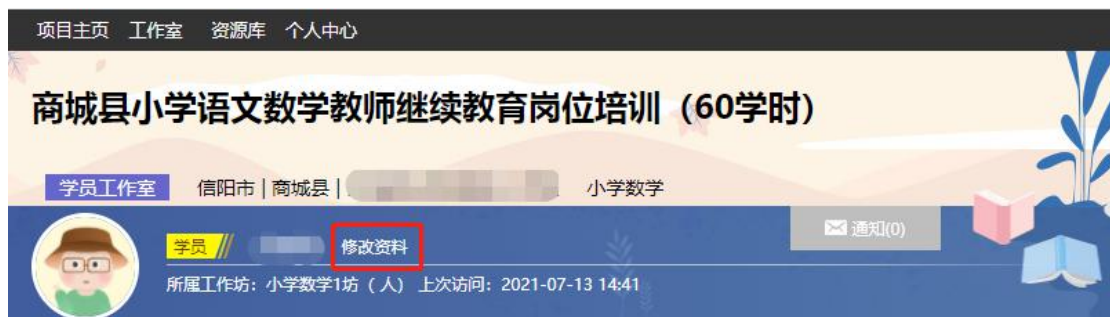 项目主页 工作室 资源库 个人中心
商城县小学语文数学教师继续教育岗位培训（60学时）
学员工作室 信阳市 | 商城县 | 小学数学
通知(0)
学员 修改资料
所属工作坊：小学数学1坊（ 人） 上次访问：2021-07-13 14:41